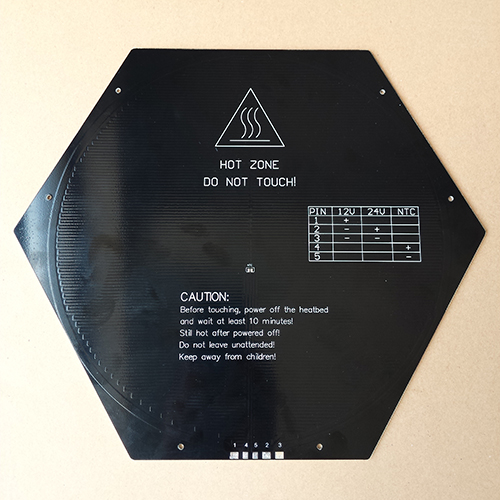 HOT ZONE
DO NOT TOUCH!
PIN 12V 24V NTC
1 +
2 - +
3 - -
4 +
5 -
CAUTION:
Before touching, power off the heatbed
and wait at least 10 minutes!
Still hot after powered off!
Do not leave unattended!
Keep away from children!
1 4 5 2 3